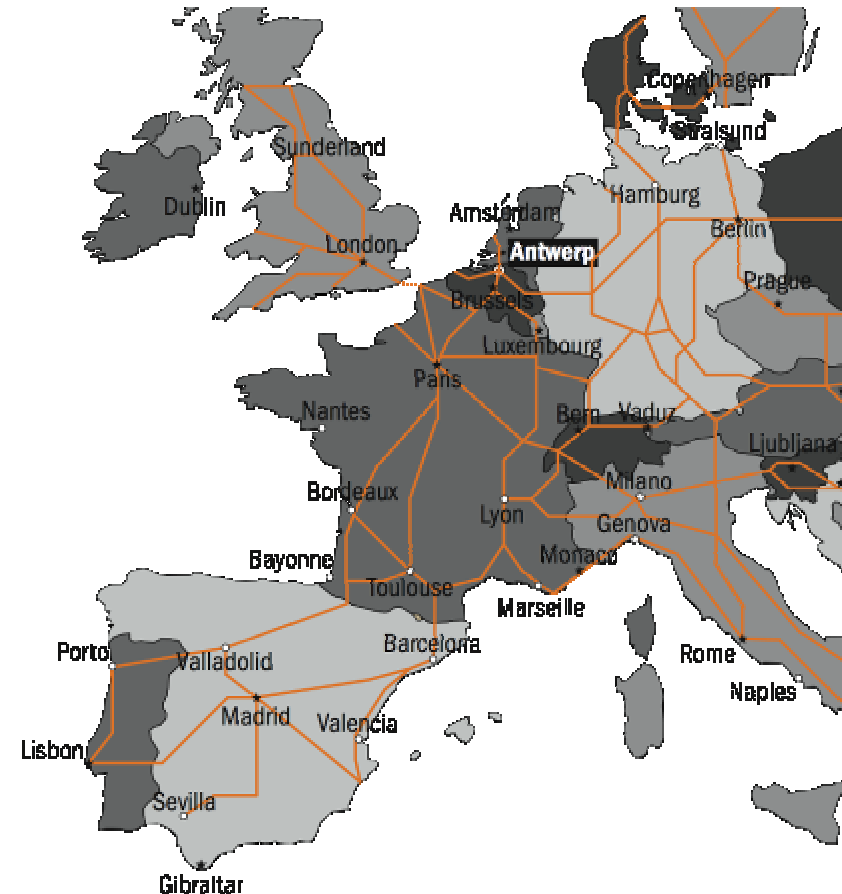 Copenhagen
Stralsund
Sunderland
Dublin
Hamburg
Amsterdam
London
Berlin
Antwerp
Prague
Brussels
Luxembourg
Paris
Nantes
Bern
Vaduz
Ljubljana
Bordeaux
Milano
Lyon
Genova
Monaco
Bayonne
Toulouse
Marseille
Barcelona
Porto
Valladolid
Rome
Naples
Madrid
Valencia
Lisbon
Sevilla
Gibraltar